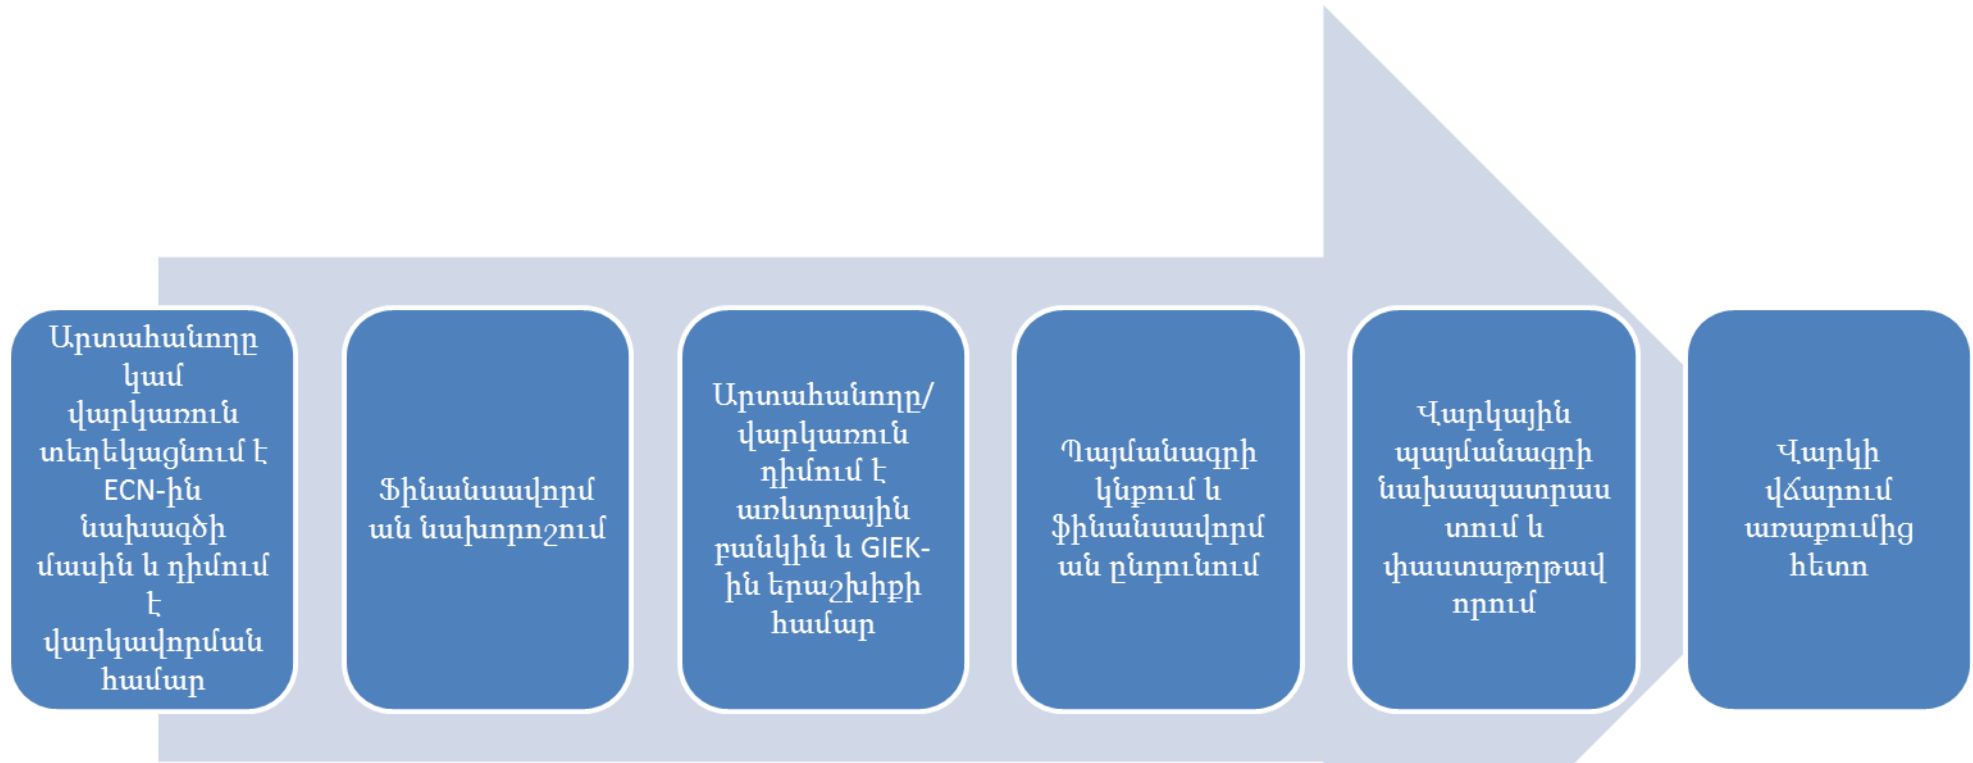 Արտահանողը
կամ
վարկառուն
տեղեկացնում է
ECN-ին
նախագծի
մասին և դիմում
է
վարկավորման
համար
Ֆինանսավորմ
ան նախորոշում
Արտահանողը/
վարկառուն
դիմում է
առևտրային
բանկին և GIEK-
ին երաշխիքի
համար
Պայմանագրի
կնքում և
ֆինանսավորմ
ան ընդունում
Վարկային
պայմանագրի
նախապատրաս
տում և
փաստաթղթավ
որում
Վարկի
վճարում
առաքումից
հետո